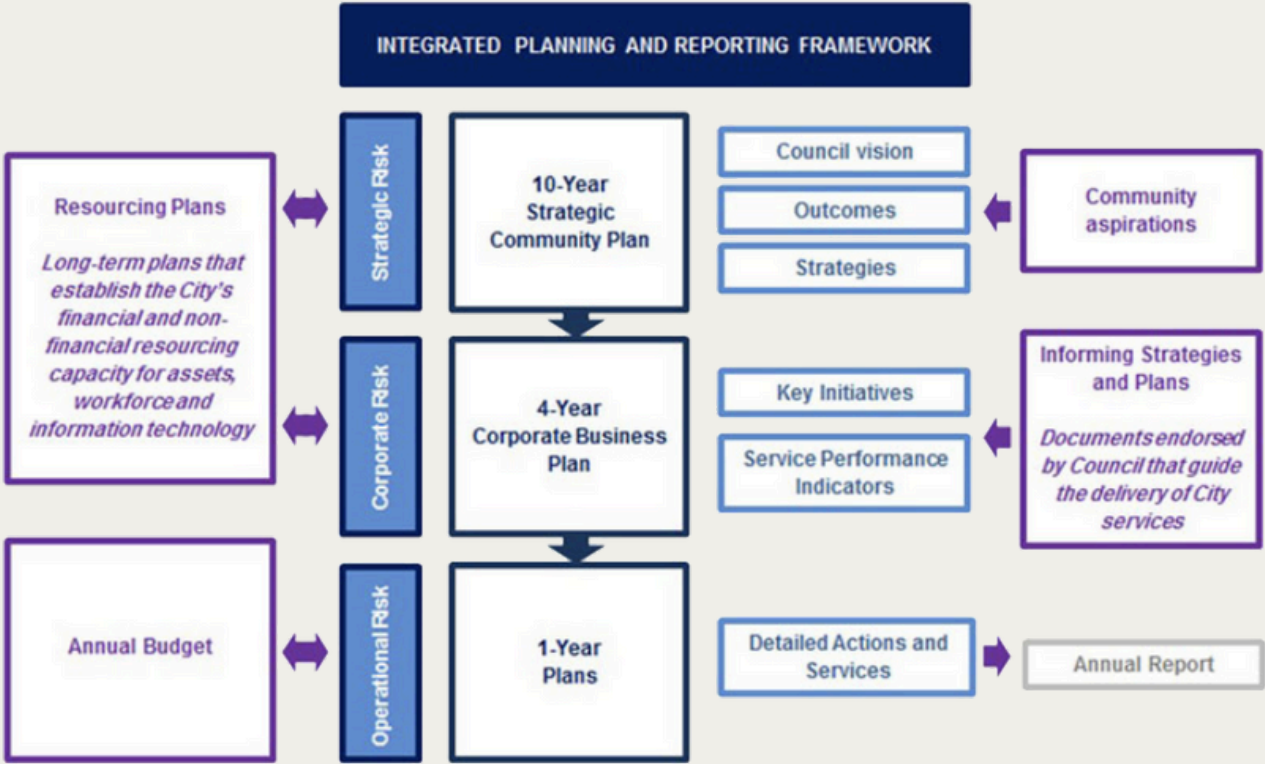 INTEGRATED PLANNING AND REPORTING FRAMEWORK
Resourcing Plans
Long-term plans that
establish the City's
financial and non-
financial resourcing
capacity for assets,
workforce and
information technology
Strategic Risk
10-Year
Strategic
Community Plan
Council vision
Outcomes
Strategies
Community
aspirations
Corporate Risk
4-Year
Corporate Business
Plan
Key Initiatives
Service Performance
Indicators
Informing Strategies
and Plans
Documents endorsed
by Council that guide
the delivery of City
services
Annual Budget
Operational Risk
1-Year
Plans
Detailed Actions and
Services
Annual Report